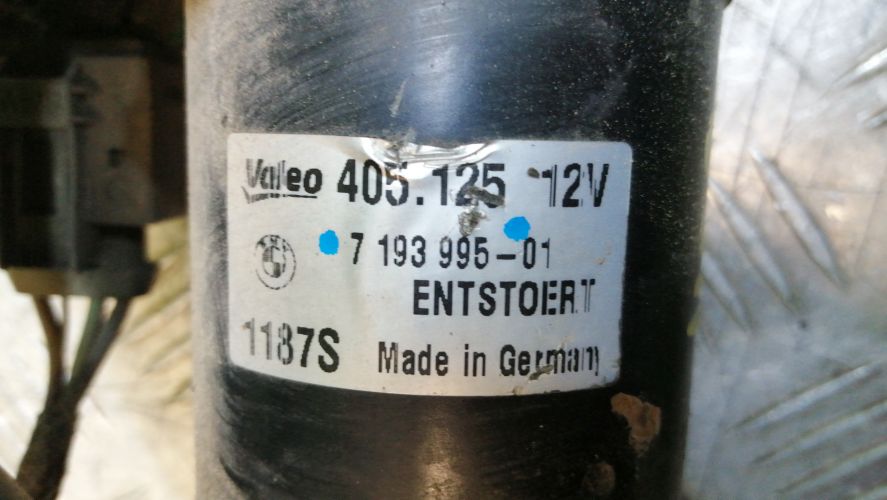 Valeo 405.125 12V
7 193 995-01
ENTSTOERT
1187S Made in Germany